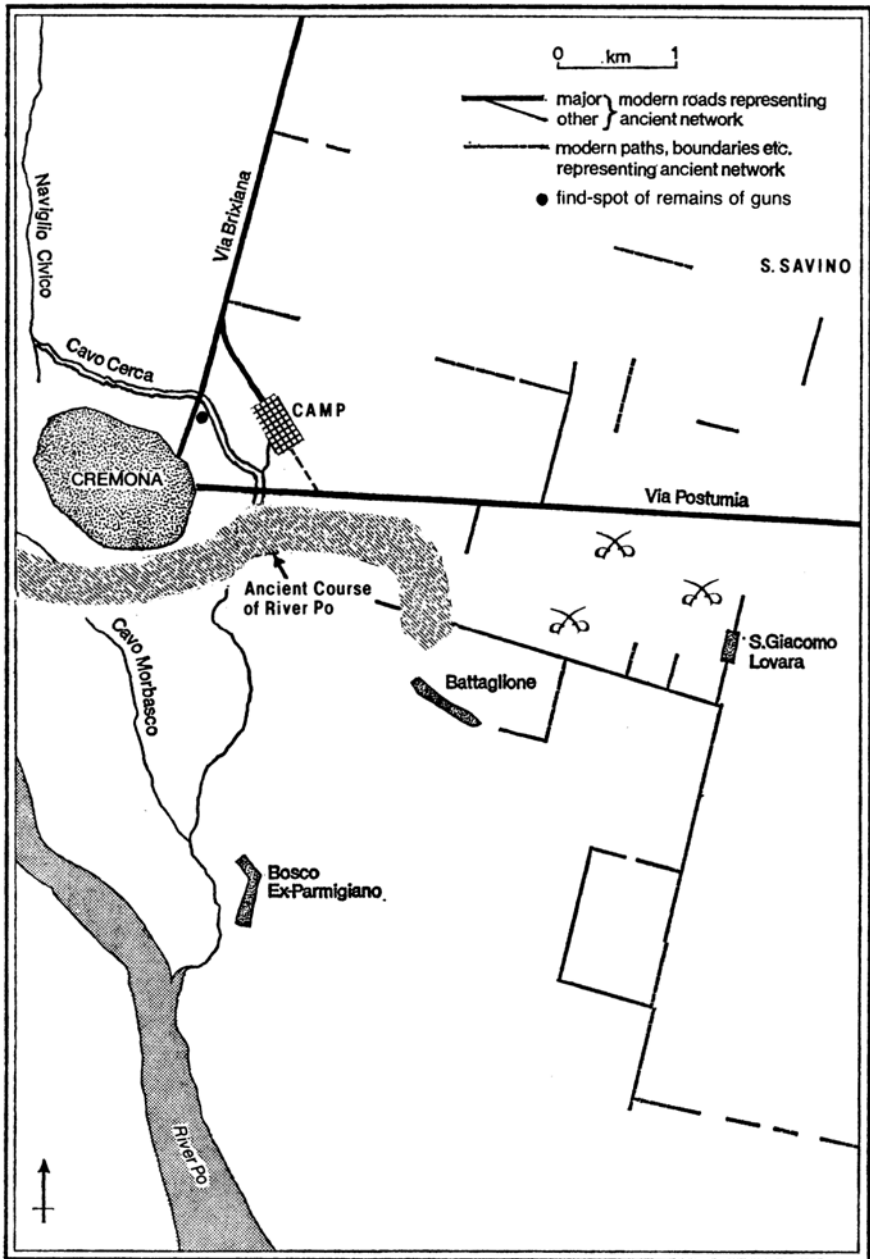 0 km 1
major
other
modern roads representing
ancient network
modern paths, boundaries etc.
representing ancient network
find-spot of remains of guns
Naviglio Civico
Via Brixiana
S. SAVINO
Cavo Cerca
CAMP
CREMONA
Via Postumia
Ancient Course
of River Po
Cavo Morbasco
S.Giacomo
Lovara
Battaglione
Bosco
Ex-Parmigiano
River Po